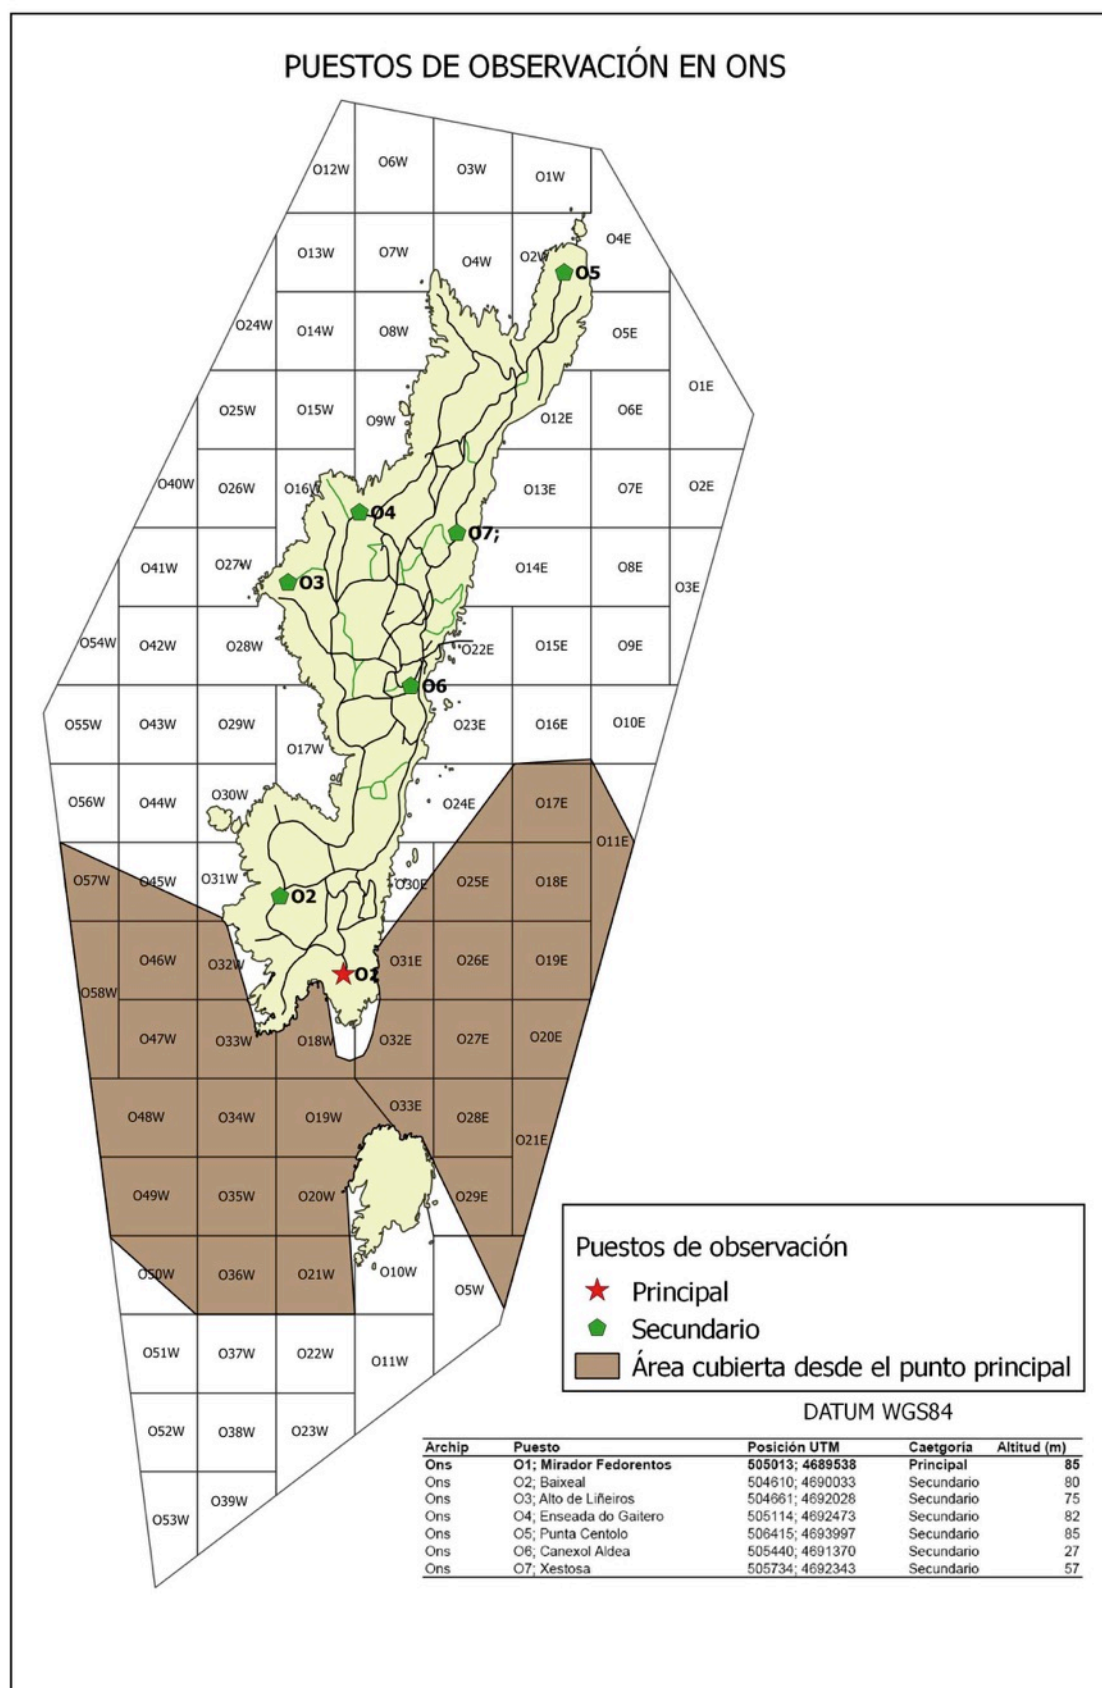 PUESTOS DE OBSERVACIÓN EN ONS
O12W O6W O3W O1W
O13W O7W O4W O2W O4E
O5
O24W O14W O8W O5E
O1E
O25W O15W O9W O12E O6E
O40W O26W O16W O13E O7E O2E
O4
O7;
O41W O27W O14E O8E O3E
O3
O54W O42W O28W O22E O15E O9E
O6
O55W O43W O29W O23E O16E O10E
O17W
O56W O44W O30W O24E O17E
O11E
O57W O45W O31W O30E O25E O18E
O2
O58W O46W O32W O31E O26E O19E
O1
O47W O33W O18W O32E O27E O20E
O48W O34W O19W O33E O28E O21E
O49W O35W O20W O29E
O50W O36W O21W O10W O5W
O51W O37W O22W O11W
O52W O38W O23W
O53W O39W
Puestos de observación
Principal
Secundario
Área cubierta desde el punto principal
DATUM WGS84
Archip Puesto Posición UTM Caetgoría Altitud (m)
Ons O1; Mirador Fedorentos 505013; 4689538 Principal 85
Ons O2; Baixeal 504610; 4690033 Secundario 80
Ons O3; Alto de Liñeiros 504661; 4692028 Secundario 75
Ons O4; Enseada do Gaitero 505114; 4692473 Secundario 82
Ons O5; Punta Centolo 506415; 4693997 Secundario 85
Ons O6; Canexol Aldea 505440; 4691370 Secundario 27
Ons O7; Xestosa 505734; 4692343 Secundario 57